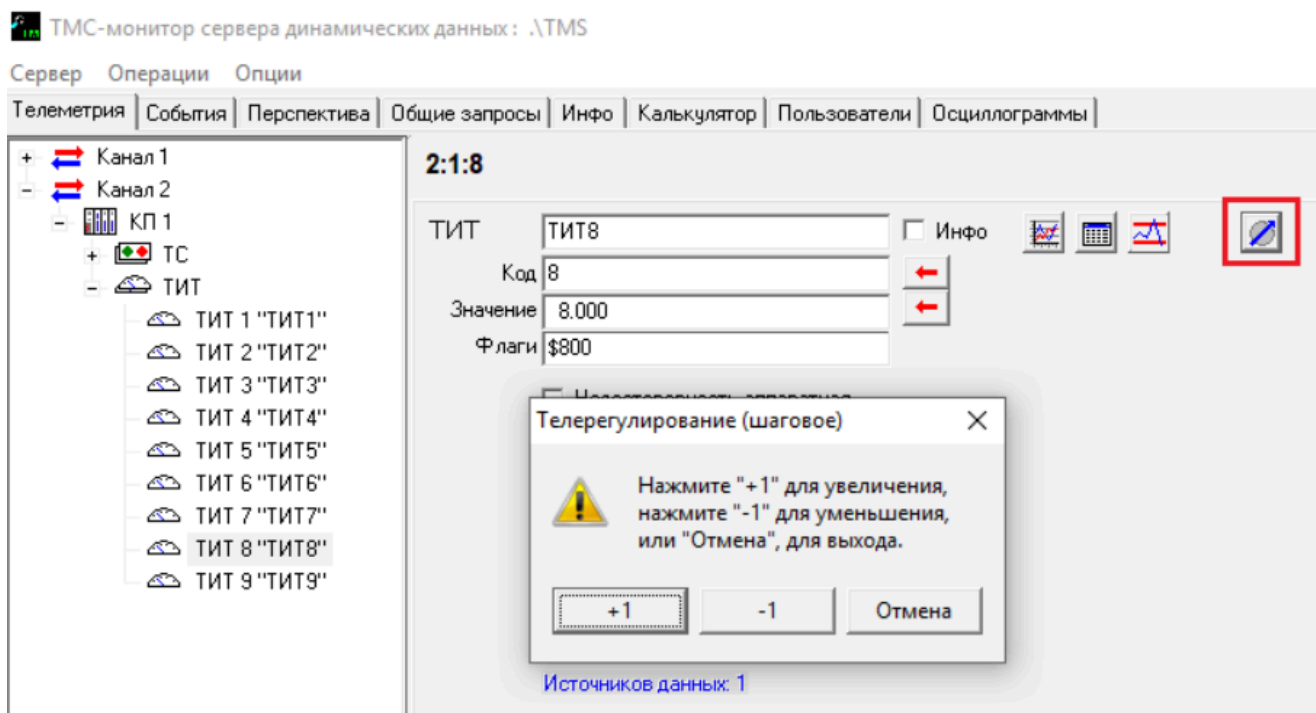 ТМС-монитор сервера динамических данных : .\TMS
Сервер Операции Опции
Телеметрия События Перспектива Общие запросы Инфо Калькулятор Пользователи Осциллограммы
Канал 1
Канал 2
КП 1
ТС
ТИТ
ТИТ 1 "ТИТ1"
ТИТ 2 "ТИТ2"
ТИТ 3 "ТИТ3"
ТИТ 4 "ТИТ4"
ТИТ 5 "ТИТ5"
ТИТ 6 "ТИТ6"
ТИТ 7 "ТИТ7"
ТИТ 8 "ТИТ8"
ТИТ 9 "ТИТ9"
2:1:8
ТИТ ТИТ8 Инфо
Код 8
Значение 8.000
Флаги $800
Недостоверность аппаратная
Телерегулирование (шаговое)
Нажмите "+1" для увеличения,
нажмите "-1" для уменьшения,
или "Отмена", для выхода.
+1 -1 Отмена
Источников данных: 1